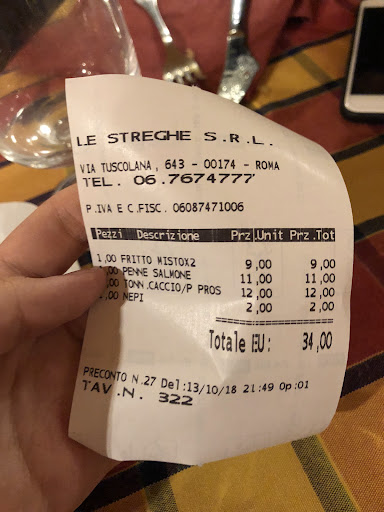 LE STREGHE S.R.L.
VIA TUSCOLANA, 643 - 00174 - ROMA
TEL. 06.7674777
P.IVA E C.FISC. 06087471006
Pezzi Descrizione Prz.Unit Prz.Tot
1,00 FRITTO MISTOX2 9,00 9,00
,00 PENNE SALMONE 11,00 11,00
,00 TONN.CACCIO/P PROS 12,00 12,00
,00 NEPI 2,00 2,00
Totale EU: 34,00
PRECONTO N.27 Del:13/10/18 21:49 Op:01
TAV.N. 322